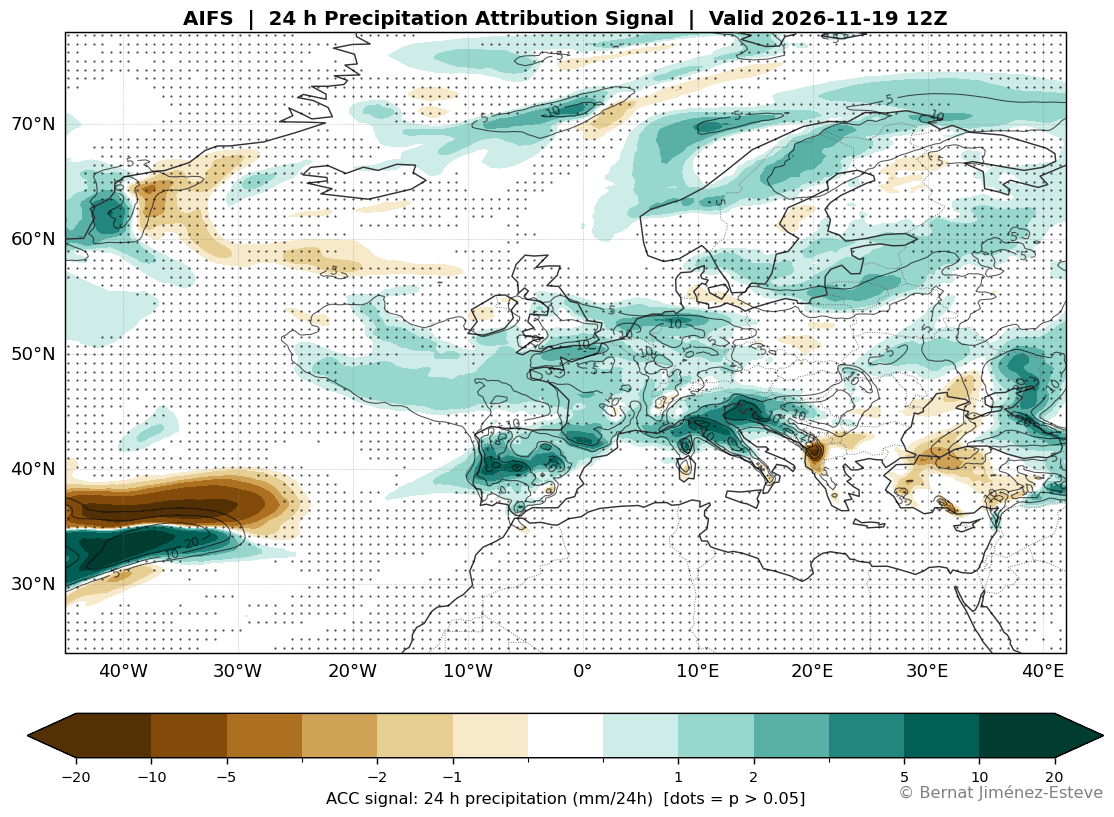 AIFS | 24 h Precipitation Attribution Signal | Valid 2026-11-19 12Z
70°N
60°N
50°N
40°N
30°N
40°W 30°W 20°W 10°W 0° 10°E 20°E 30°E 40°E
−20 −10 −5 −2 −1 1 2 5 10 20
ACC signal: 24 h precipitation (mm/24h) [dots = p > 0.05]
© Bernat Jiménez-Esteve